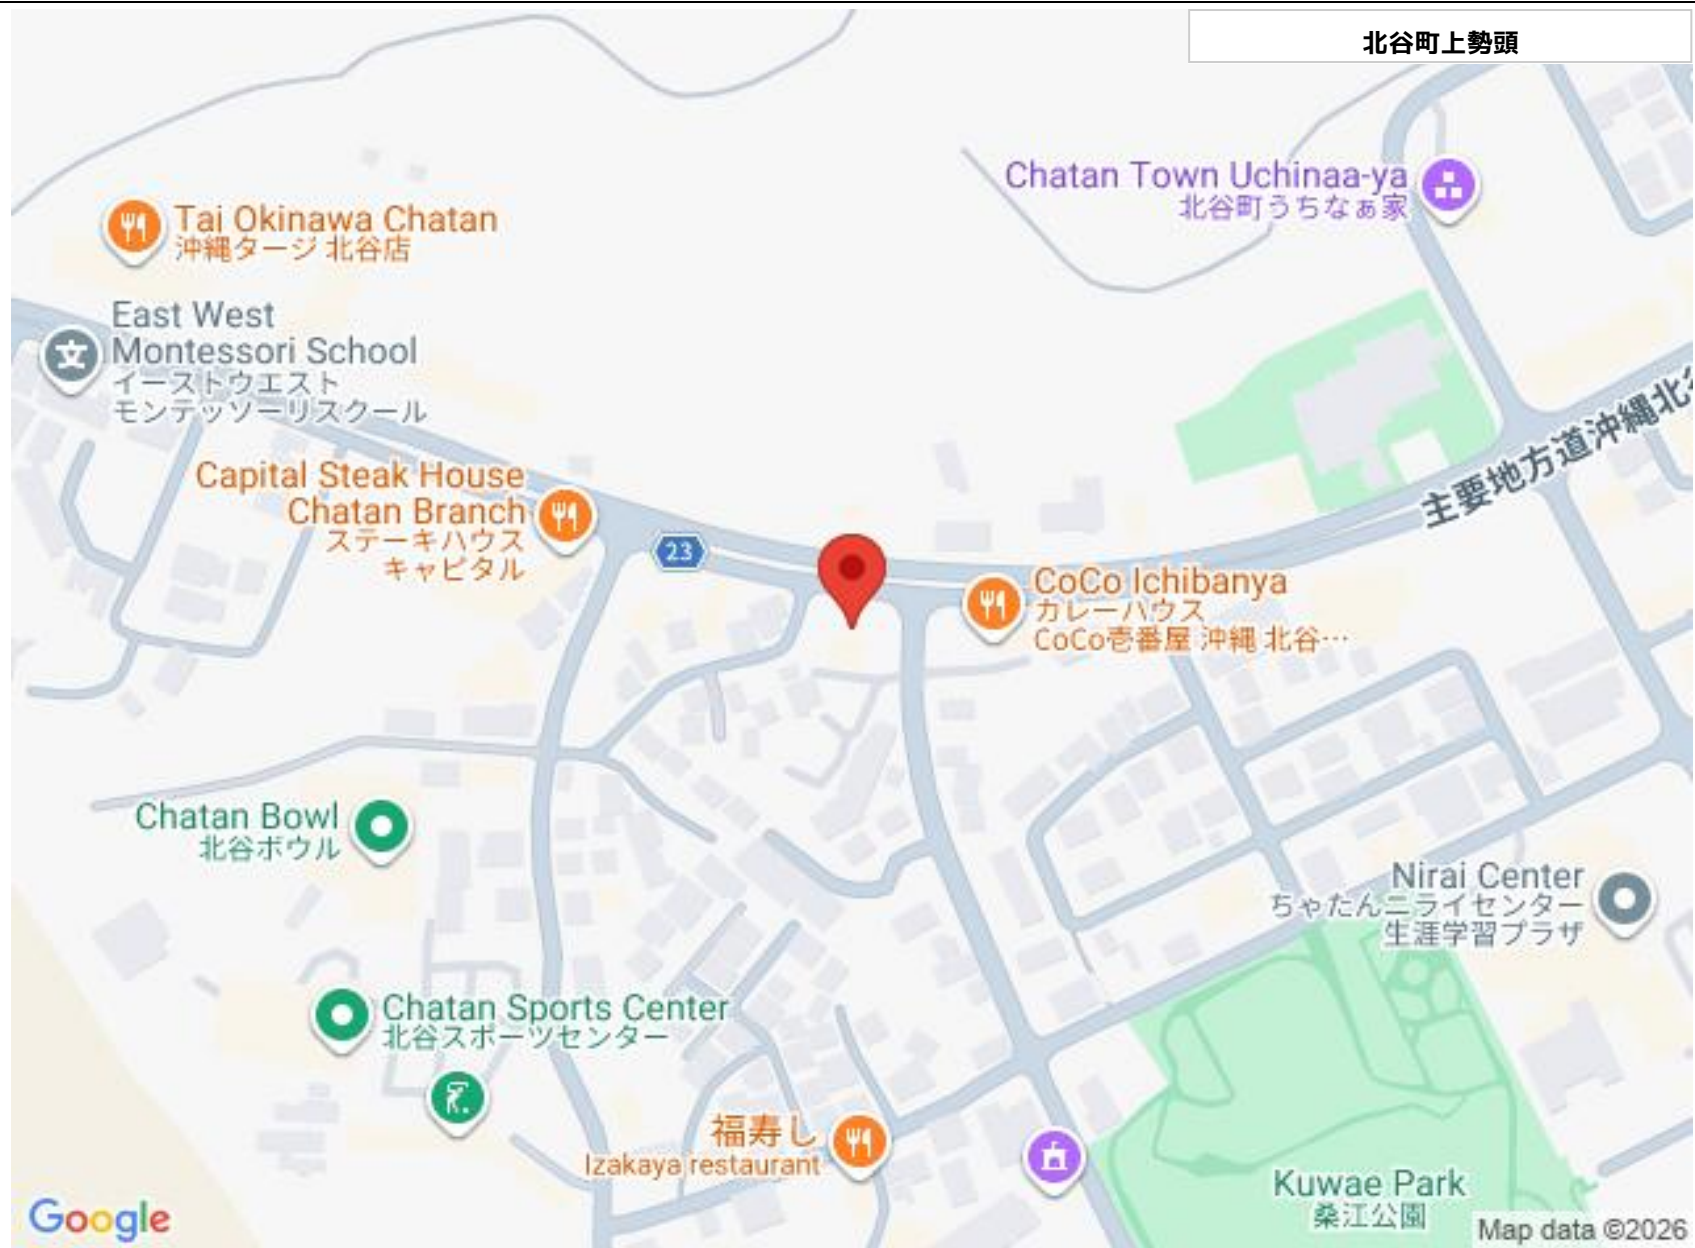 北谷町上勢頭
Chatan Town Uchinaa-ya
北谷町うちなぁ家
Tai Okinawa Chatan
沖縄タージ 北谷店
East West
Montessori School
イーストウエスト
モンテッソーリスクール
主要地方道沖縄北谷
Capital Steak House
Chatan Branch
ステーキハウス
キャピタル
23
CoCo Ichibanya
カレーハウス
CoCo壱番屋 沖縄 北谷…
Chatan Bowl
北谷ボウル
Nirai Center
ちゃたんニライセンター
生涯学習プラザ
Chatan Sports Center
北谷スポーツセンター
福寿し
Izakaya restaurant
Kuwae Park
桑江公園
Google
Map data ©2026